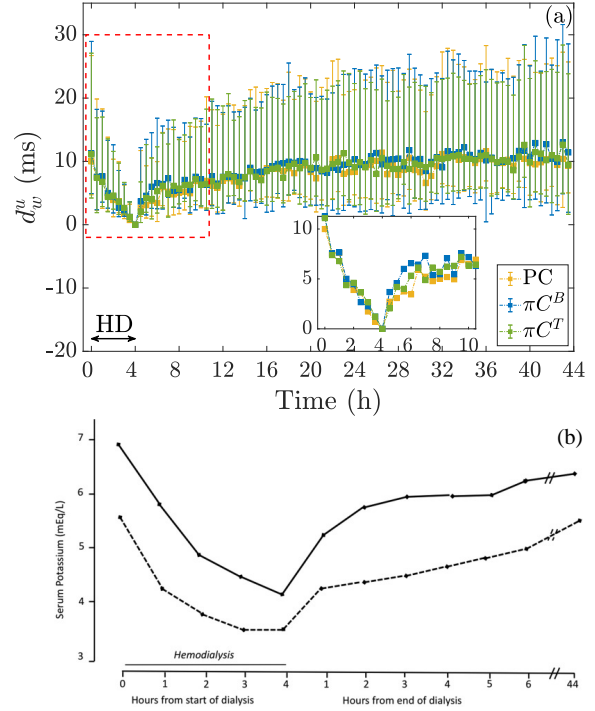 (a)
30
20
10
0
-10
-20
d_w^u (ms)
HD
0 4 8 12 16 20 24 28 32 36 40 44
Time (h)
10
5
0
0 2 4 6 8 10
PC
πC^B
πC^T
(b)
7
6
5
4
3
Serum Potassium (mEq/L)
Hemodialysis
0 1 2 3 4 1 2 3 4 5 6 44
Hours from start of dialysis Hours from end of dialysis